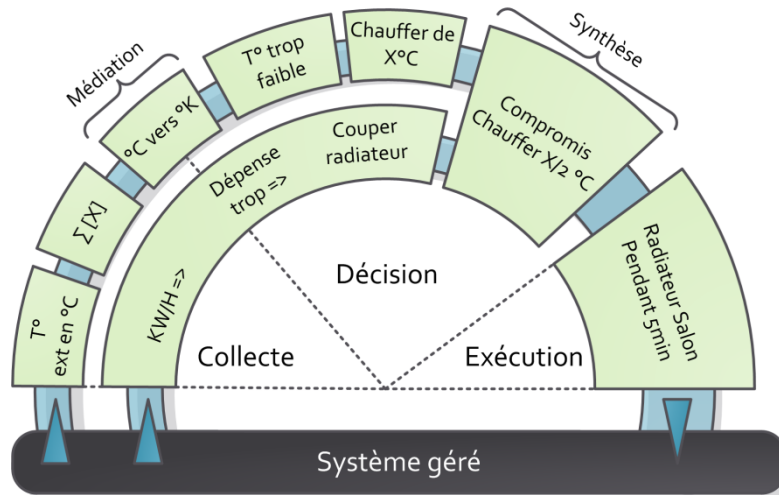 Médiation
Synthèse
T°
ext en °C
Σ [X]
°C vers °K
T° trop
faible
Chauffer de
X°C
Compromis
Chauffer X/2 °C
Radiateur Salon
Pendant 5min
KW/H =>
Dépense
trop =>
Couper
radiateur
Collecte
Décision
Exécution
Système géré